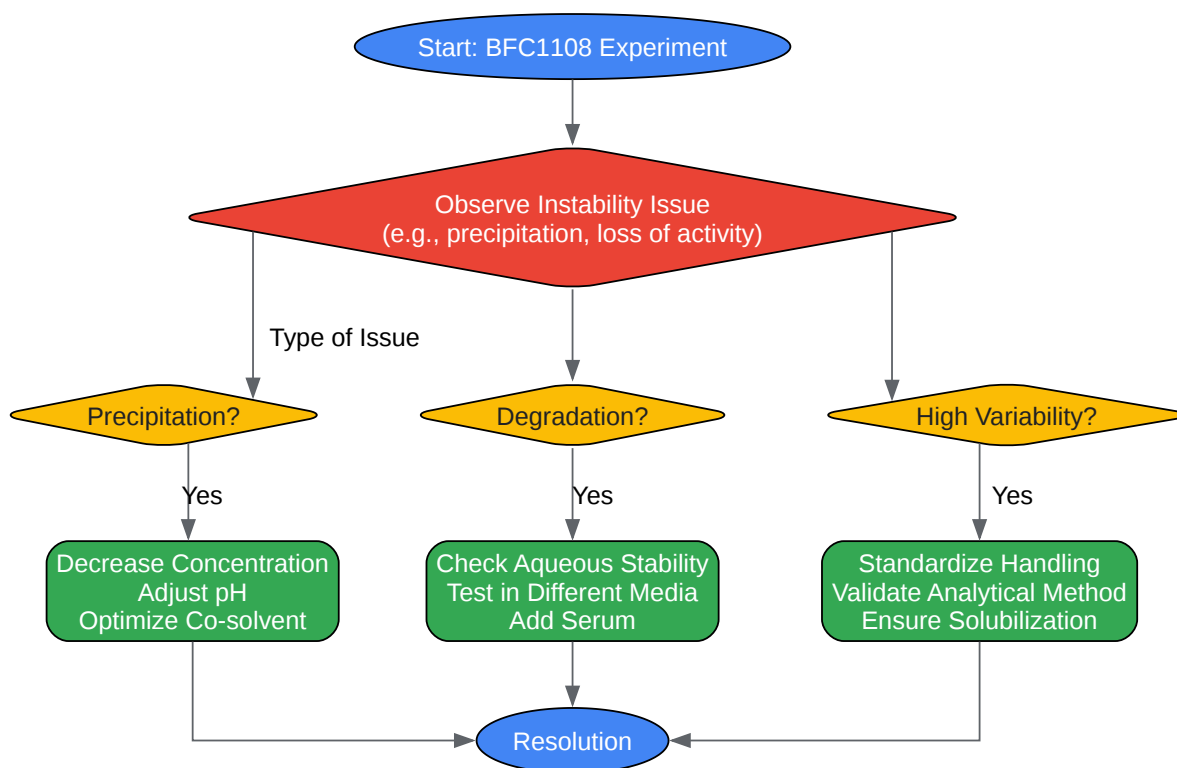 Start: BFC1108 Experiment
Observe Instability Issue
(e.g., precipitation, loss of activity)
Type of Issue
Precipitation?
Degradation?
High Variability?
Yes
Yes
Yes
Decrease Concentration
Adjust pH
Optimize Co-solvent
Check Aqueous Stability
Test in Different Media
Add Serum
Standardize Handling
Validate Analytical Method
Ensure Solubilization
Resolution